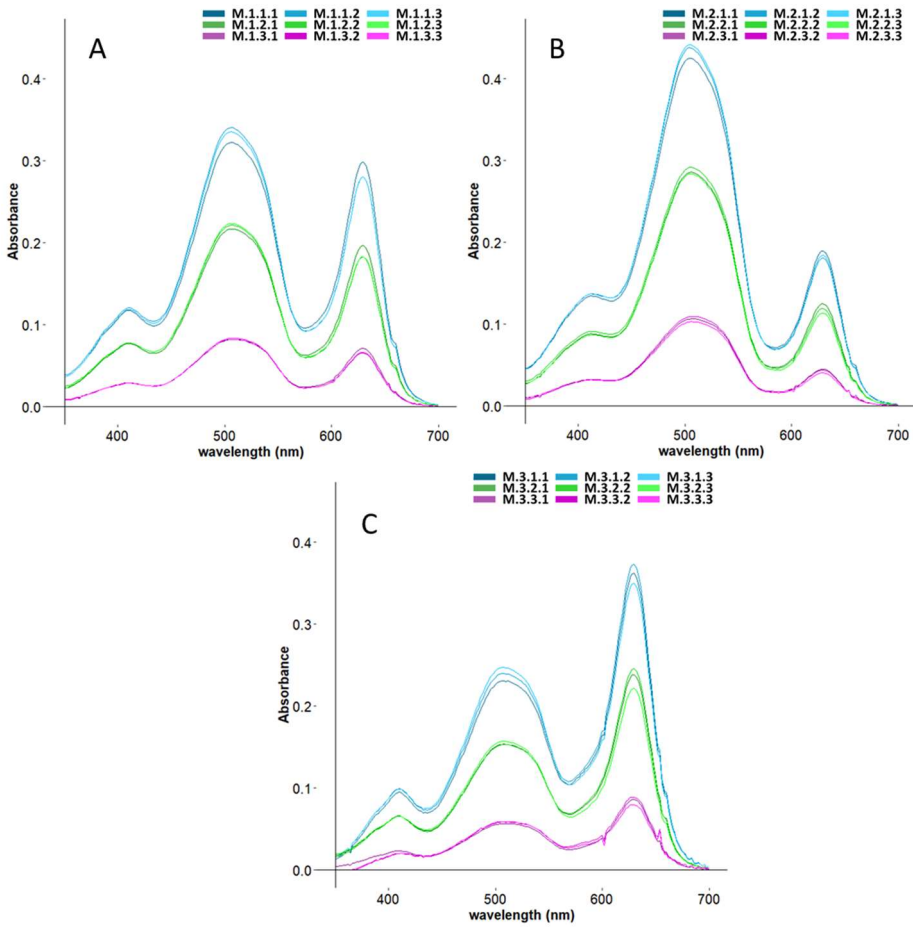 M.1.1.1 M.1.1.2 M.1.1.3
M.1.2.1 M.1.2.2 M.1.2.3
M.1.3.1 M.1.3.2 M.1.3.3
A
0.4
0.3
0.2
0.1
0.0
Absorbance
400 500 600 700
wavelength (nm)
M.2.1.1 M.2.1.2 M.2.1.3
M.2.2.1 M.2.2.2 M.2.2.3
M.2.3.1 M.2.3.2 M.2.3.3
B
0.4
0.3
0.2
0.1
0.0
Absorbance
400 500 600 700
wavelength (nm)
M.3.1.1 M.3.1.2 M.3.1.3
M.3.2.1 M.3.2.2 M.3.2.3
M.3.3.1 M.3.3.2 M.3.3.3
C
0.4
0.3
0.2
0.1
0.0
Absorbance
400 500 600 700
wavelength (nm)